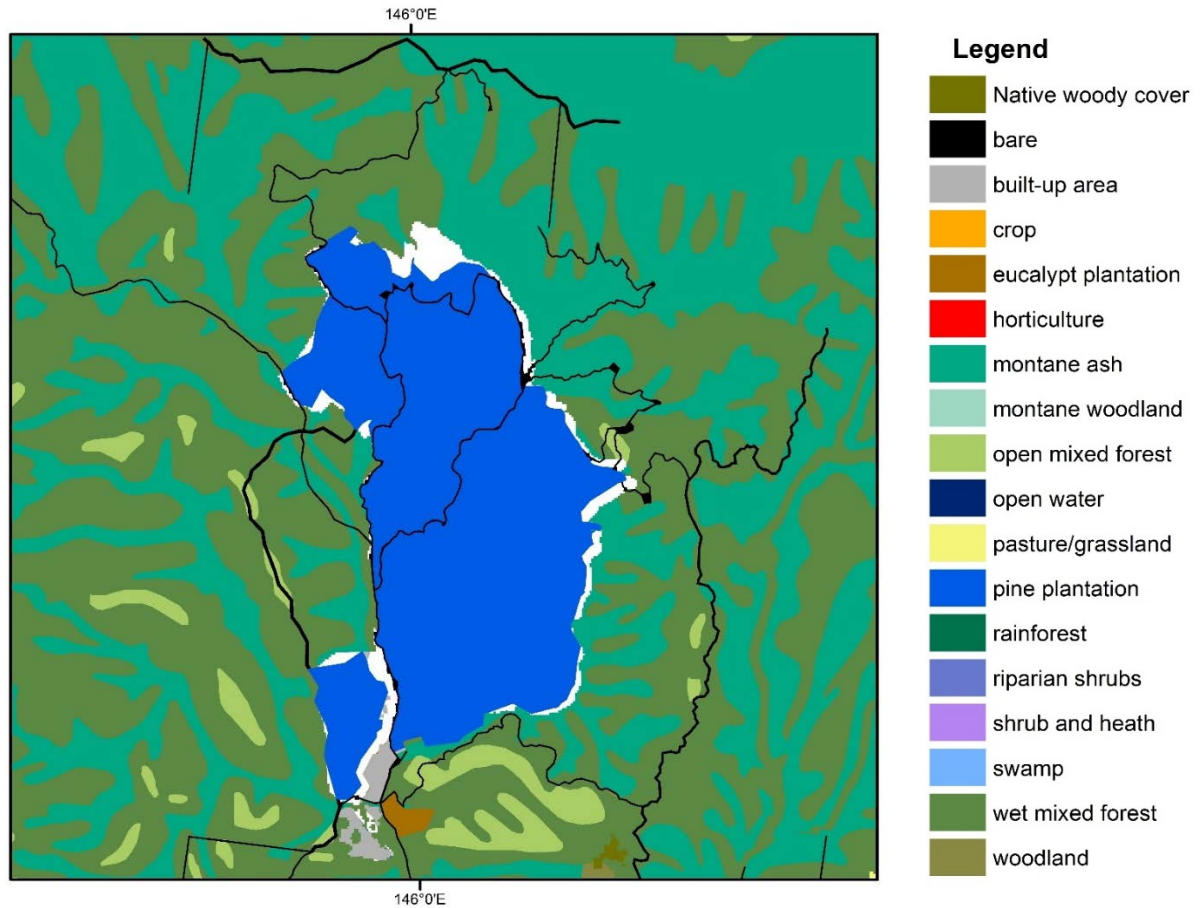 146°0'E
Legend
Native woody cover
bare
built-up area
crop
eucalypt plantation
horticulture
montane ash
montane woodland
open mixed forest
open water
pasture/grassland
pine plantation
rainforest
riparian shrubs
shrub and heath
swamp
wet mixed forest
woodland
146°0'E